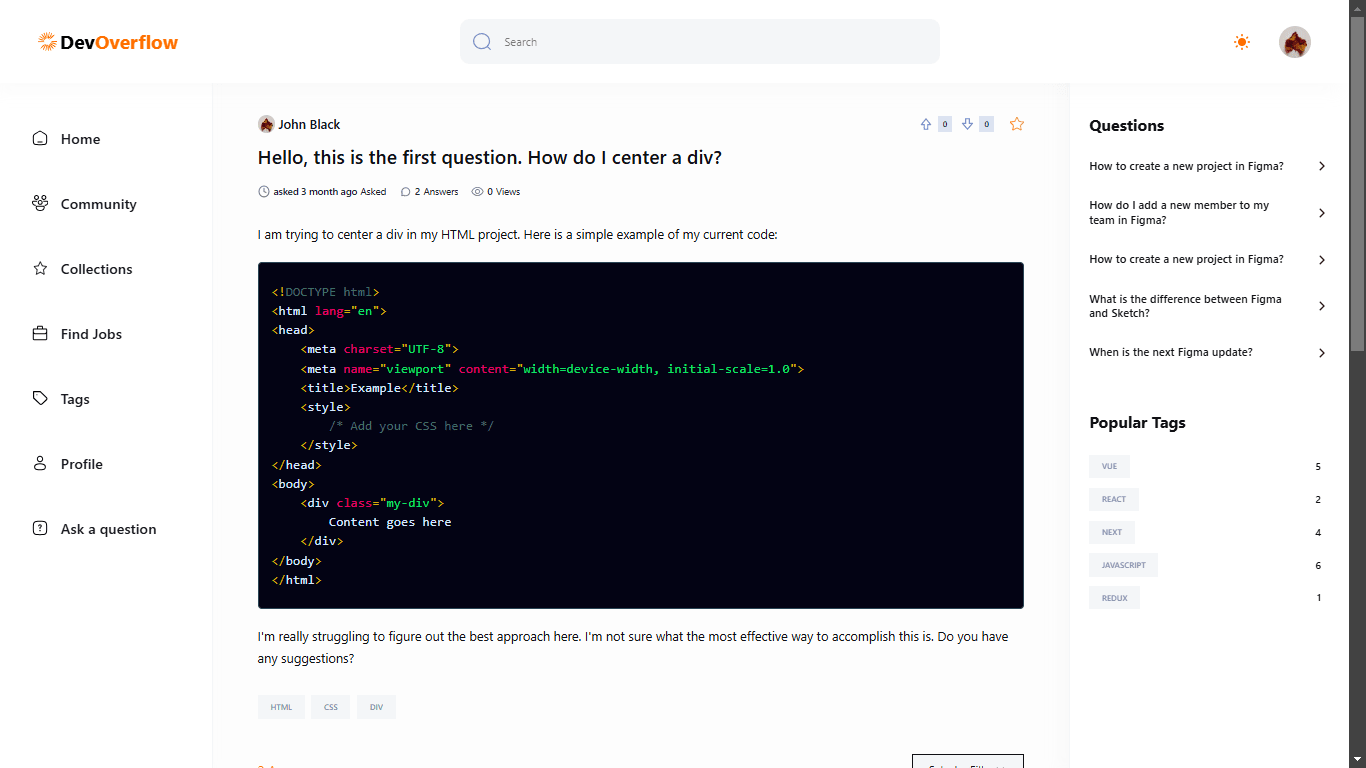 DevOverflow
Search
Home
Community
Collections
Find Jobs
Tags
Profile
Ask a question
John Black
0
0
Hello, this is the first question. How do I center a div?
asked 3 month ago Asked
2 Answers
0 Views
I am trying to center a div in my HTML project. Here is a simple example of my current code:
<!DOCTYPE html>
<html lang="en">
<head>
    <meta charset="UTF-8">
    <meta name="viewport" content="width=device-width, initial-scale=1.0">
    <title>Example</title>
    <style>
        /* Add your CSS here */
    </style>
</head>
<body>
    <div class="my-div">
        Content goes here
    </div>
</body>
</html>
I'm really struggling to figure out the best approach here. I'm not sure what the most effective way to accomplish this is. Do you have
any suggestions?
HTML
CSS
DIV
Questions
How to create a new project in Figma?
How do I add a new member to my
team in Figma?
How to create a new project in Figma?
What is the difference between Figma
and Sketch?
When is the next Figma update?
Popular Tags
VUE 5
REACT 2
NEXT 4
JAVASCRIPT 6
REDUX 1